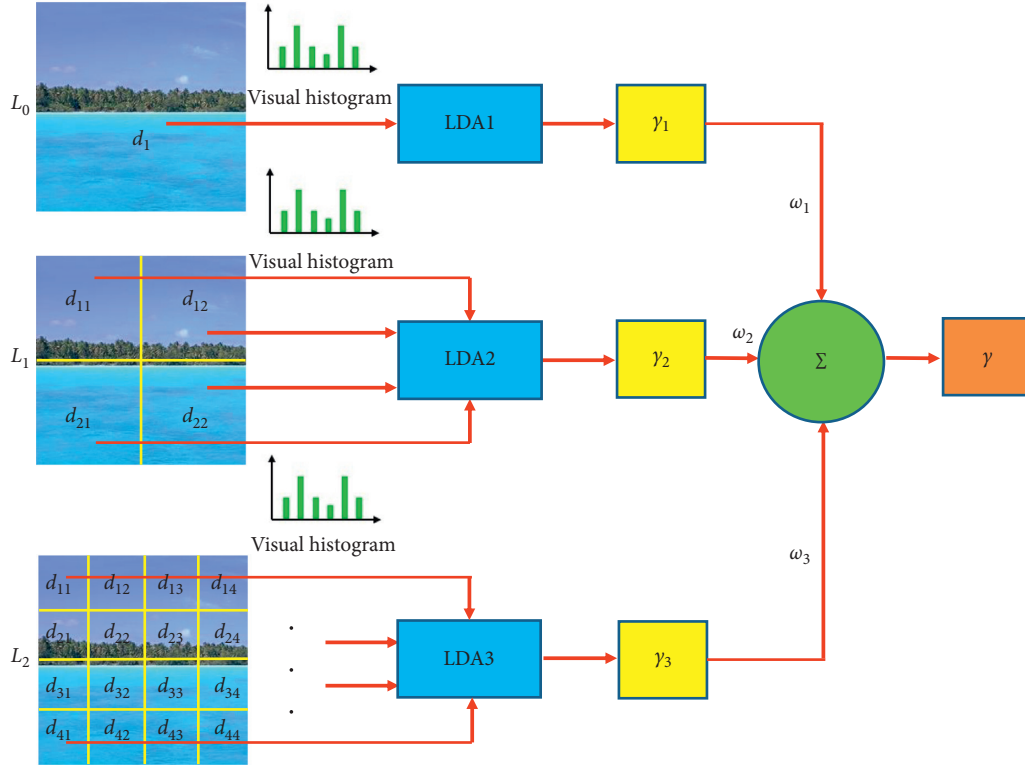 Visual histogram
L₀
d₁
LDA1
γ₁
ω₁
Visual histogram
L₁
d₁₁ d₁₂
d₂₁ d₂₂
LDA2
γ₂
ω₂
Σ
γ
Visual histogram
L₂
d₁₁ d₁₂ d₁₃ d₁₄
d₂₁ d₂₂ d₂₃ d₂₄
d₃₁ d₃₂ d₃₃ d₃₄
d₄₁ d₄₂ d₄₃ d₄₄
LDA3
γ₃
ω₃